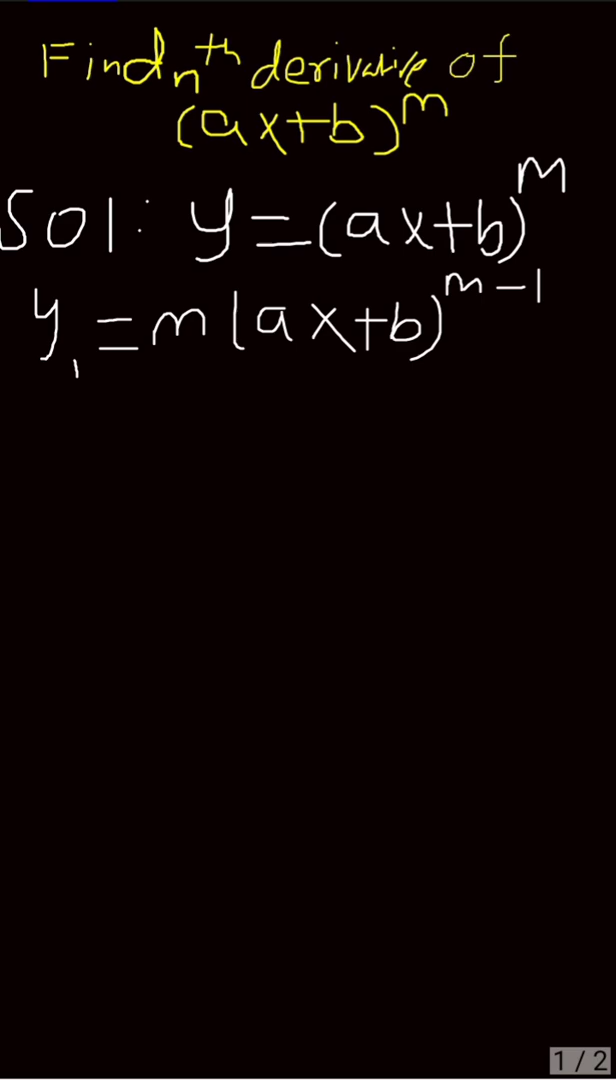 Find nᵗʰ derivative of
(ax+b)ᵐ
Sol: y=(ax+b)ᵐ
y₁=m(ax+b)ᵐ⁻¹
1 / 2